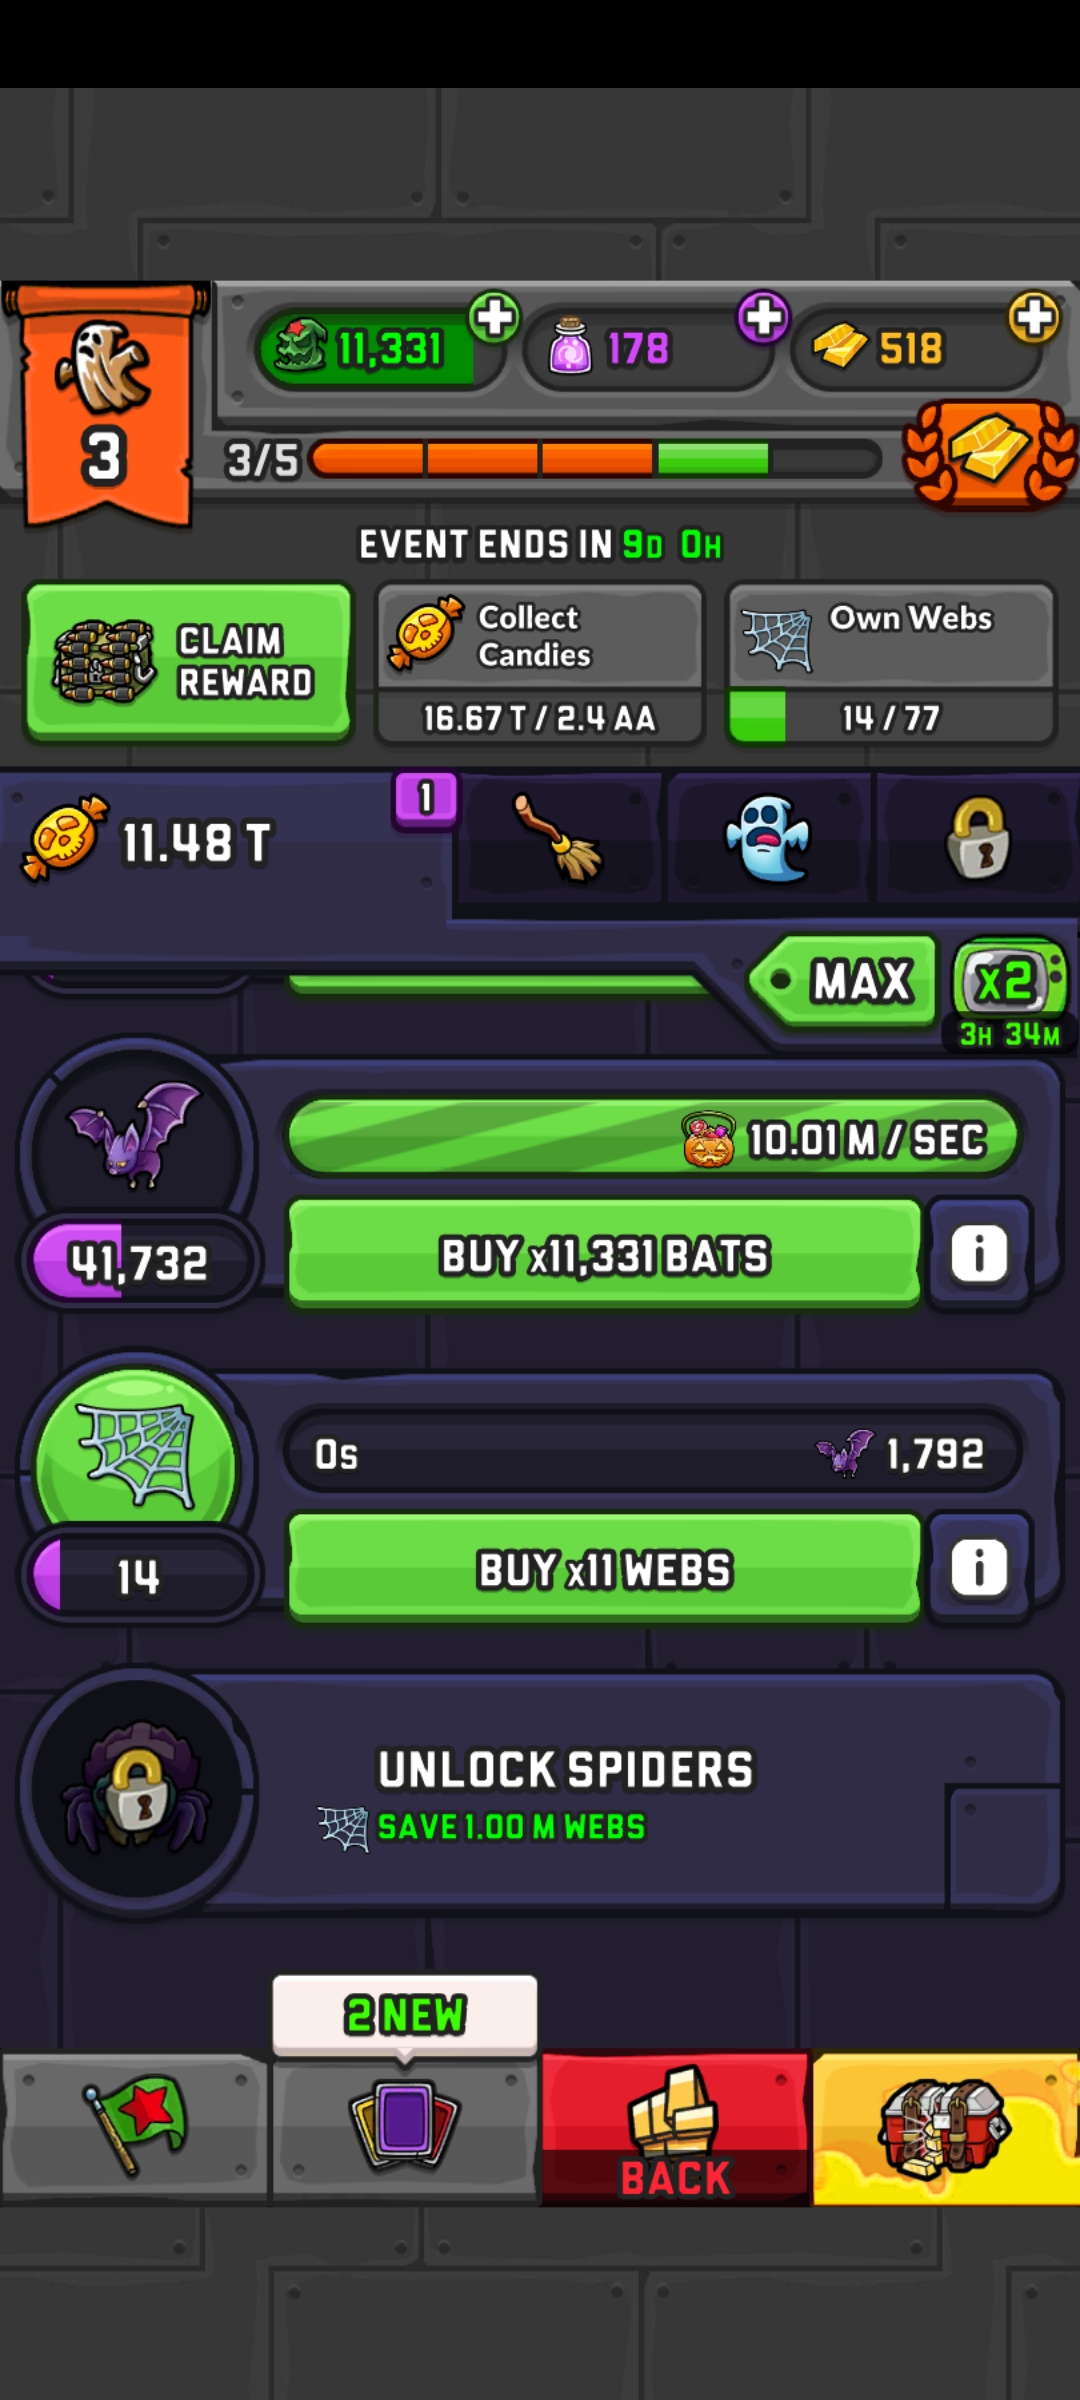 11,331
178
518
3
3/5
EVENT ENDS IN 9D 0H
CLAIM
REWARD
Collect
Candies
16.67 T / 2.4 AA
Own Webs
14 / 77
11.48 T
1
MAX
x2
3H 34M
10.01 M / SEC
41,732
BUY x11,331 BATS
i
0s
1,792
14
BUY x11 WEBS
i
UNLOCK SPIDERS
SAVE 1.00 M WEBS
2 NEW
BACK